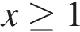 x ≥ 1